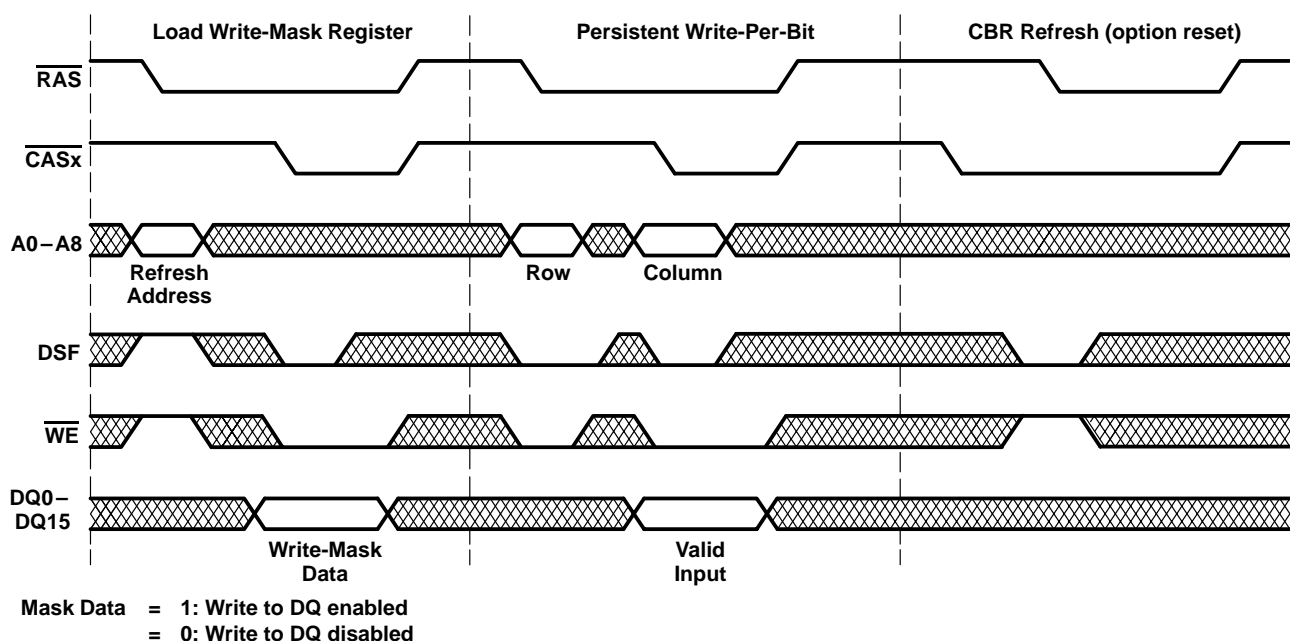 Load Write-Mask Register
Persistent Write-Per-Bit
CBR Refresh (option reset)
RAS
CASx
A0–A8
Refresh
Address
Row
Column
DSF
WE
DQ0–
DQ15
Write-Mask
Data
Valid
Input
Mask Data = 1: Write to DQ enabled
= 0: Write to DQ disabled